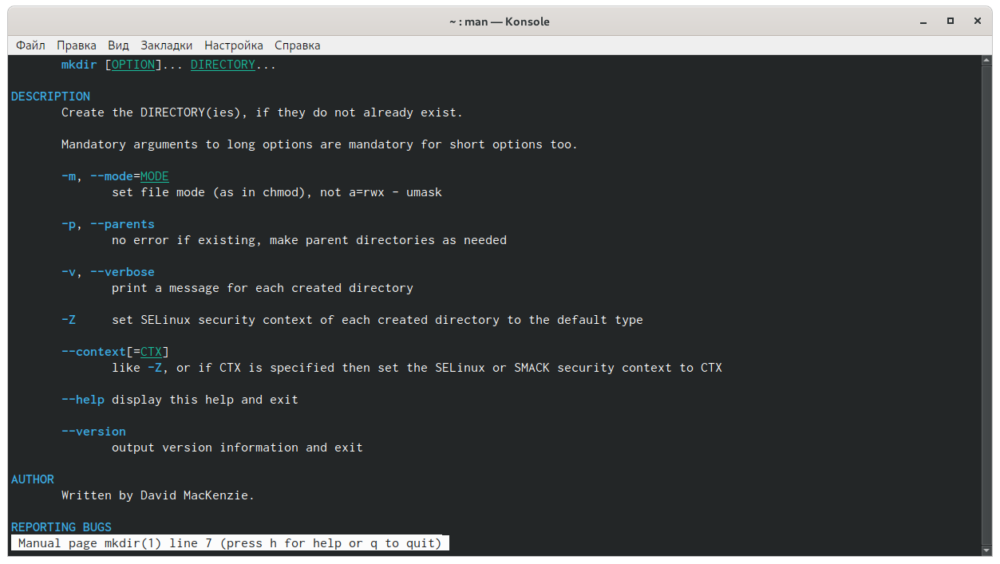 ~ : man — Konsole
Файл Правка Вид Закладки Настройка Справка
mkdir [OPTION]... DIRECTORY...
DESCRIPTION
Create the DIRECTORY(ies), if they do not already exist.
Mandatory arguments to long options are mandatory for short options too.
-m, --mode=MODE
set file mode (as in chmod), not a=rwx - umask
-p, --parents
no error if existing, make parent directories as needed
-v, --verbose
print a message for each created directory
-Z set SELinux security context of each created directory to the default type
--context[=CTX]
like -Z, or if CTX is specified then set the SELinux or SMACK security context to CTX
--help display this help and exit
--version
output version information and exit
AUTHOR
Written by David MacKenzie.
REPORTING BUGS
Manual page mkdir(1) line 7 (press h for help or q to quit)